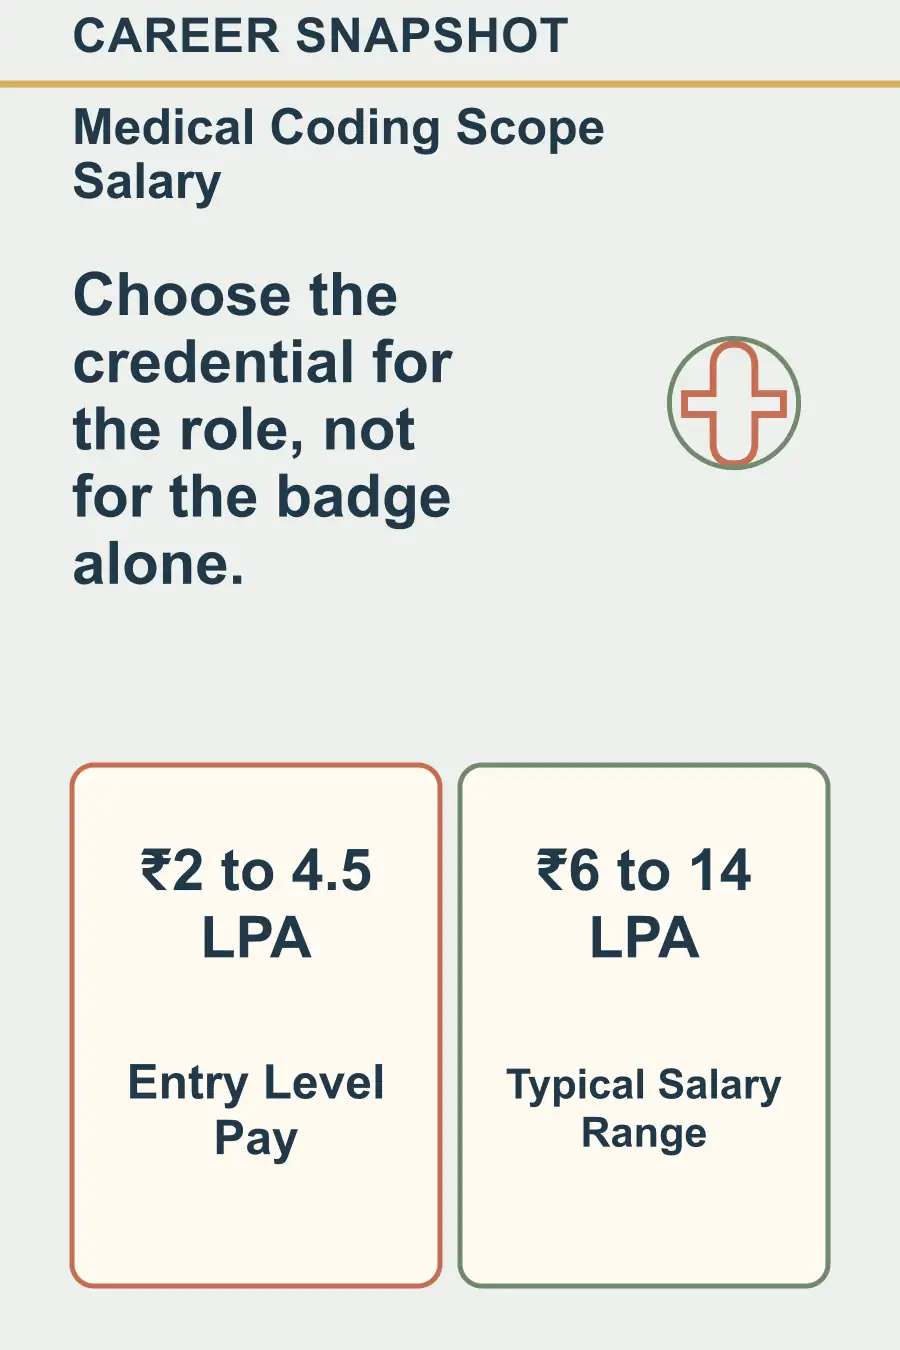 CAREER SNAPSHOT
Medical Coding Scope
Salary
Choose the
credential for
the role, not
for the badge
alone.
₹2 to 4.5
LPA
Entry Level
Pay
₹6 to 14
LPA
Typical Salary
Range